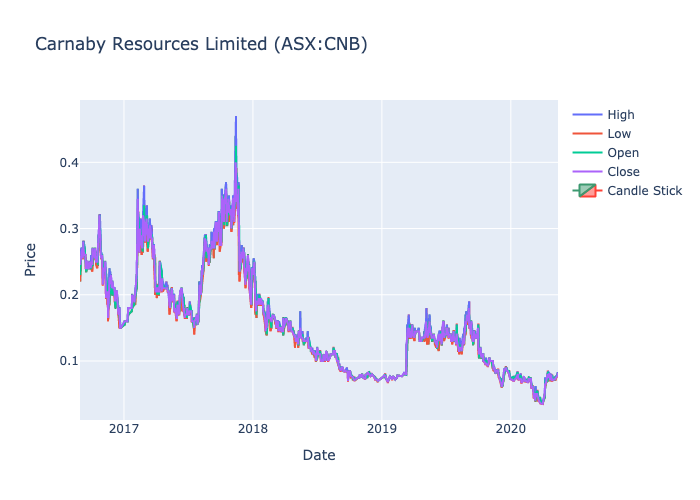 Carnaby Resources Limited (ASX:CNB)
High
Low
Open
Close
Candle Stick
Price
0.4
0.3
0.2
0.1
2017 2018 2019 2020
Date